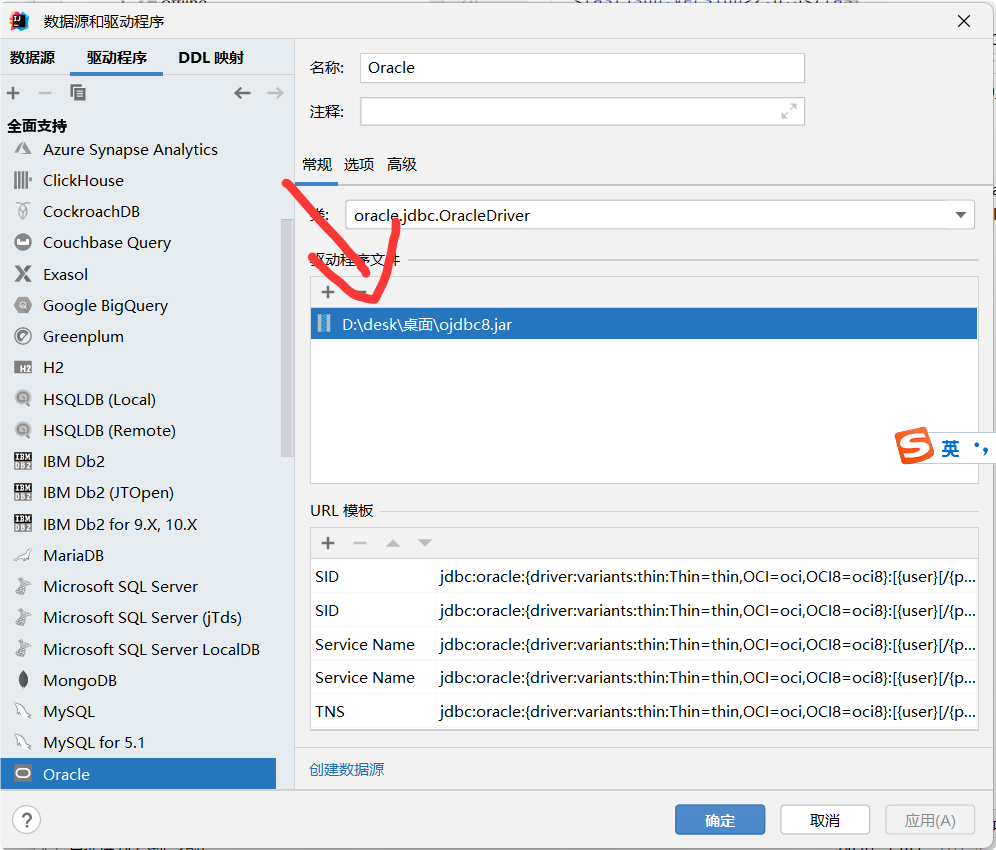 数据源和驱动程序
数据源 驱动程序 DDL 映射
全面支持
Azure Synapse Analytics
ClickHouse
CockroachDB
Couchbase Query
Exasol
Google BigQuery
Greenplum
H2
HSQLDB (Local)
HSQLDB (Remote)
IBM Db2
IBM Db2 (JTOpen)
IBM Db2 for 9.X, 10.X
MariaDB
Microsoft SQL Server
Microsoft SQL Server (jTds)
Microsoft SQL Server LocalDB
MongoDB
MySQL
MySQL for 5.1
Oracle
名称: Oracle
注释:
常规 选项 高级
类: oracle.jdbc.OracleDriver
驱动程序文件
D:\desk\桌面\ojdbc8.jar
英
URL 模板
SID jdbc:oracle:{driver:variants:thin:Thin=thin,OCI=oci,OCI8=oci8}:[{user}[/{p...
SID jdbc:oracle:{driver:variants:thin:Thin=thin,OCI=oci,OCI8=oci8}:[{user}[/{p...
Service Name jdbc:oracle:{driver:variants:thin:Thin=thin,OCI=oci,OCI8=oci8}:[{user}[/{p...
Service Name jdbc:oracle:{driver:variants:thin:Thin=thin,OCI=oci,OCI8=oci8}:[{user}[/{p...
TNS jdbc:oracle:{driver:variants:thin:Thin=thin,OCI=oci,OCI8=oci8}:[{user}[/{p...
创建数据源
? 确定 取消 应用(A)